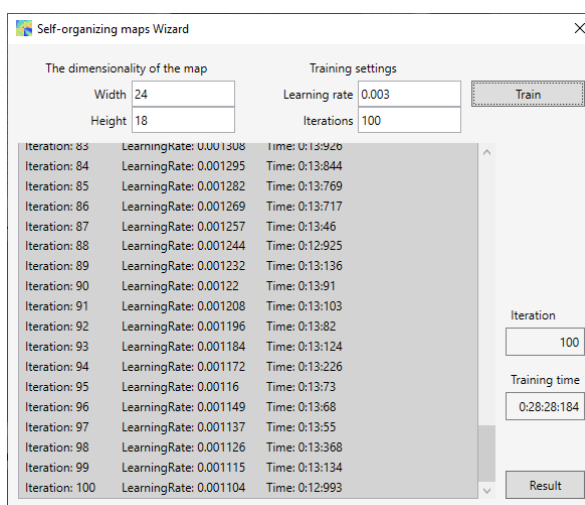 Self-organizing maps Wizard
The dimensionality of the map
Training settings
Width 24
Learning rate 0.003
Train
Height 18
Iterations 100
Iteration: 83 LearningRate: 0.001308 Time: 0:13:926
Iteration: 84 LearningRate: 0.001295 Time: 0:13:844
Iteration: 85 LearningRate: 0.001282 Time: 0:13:769
Iteration: 86 LearningRate: 0.001269 Time: 0:13:717
Iteration: 87 LearningRate: 0.001257 Time: 0:13:46
Iteration: 88 LearningRate: 0.001244 Time: 0:12:925
Iteration: 89 LearningRate: 0.001232 Time: 0:13:136
Iteration: 90 LearningRate: 0.00122 Time: 0:13:91
Iteration: 91 LearningRate: 0.001208 Time: 0:13:103
Iteration: 92 LearningRate: 0.001196 Time: 0:13:82
Iteration: 93 LearningRate: 0.001184 Time: 0:13:124
Iteration: 94 LearningRate: 0.001172 Time: 0:13:226
Iteration: 95 LearningRate: 0.00116 Time: 0:13:73
Iteration: 96 LearningRate: 0.001149 Time: 0:13:68
Iteration: 97 LearningRate: 0.001137 Time: 0:13:55
Iteration: 98 LearningRate: 0.001126 Time: 0:13:368
Iteration: 99 LearningRate: 0.001115 Time: 0:13:134
Iteration: 100 LearningRate: 0.001104 Time: 0:12:993
Iteration
100
Training time
0:28:28:184
Result